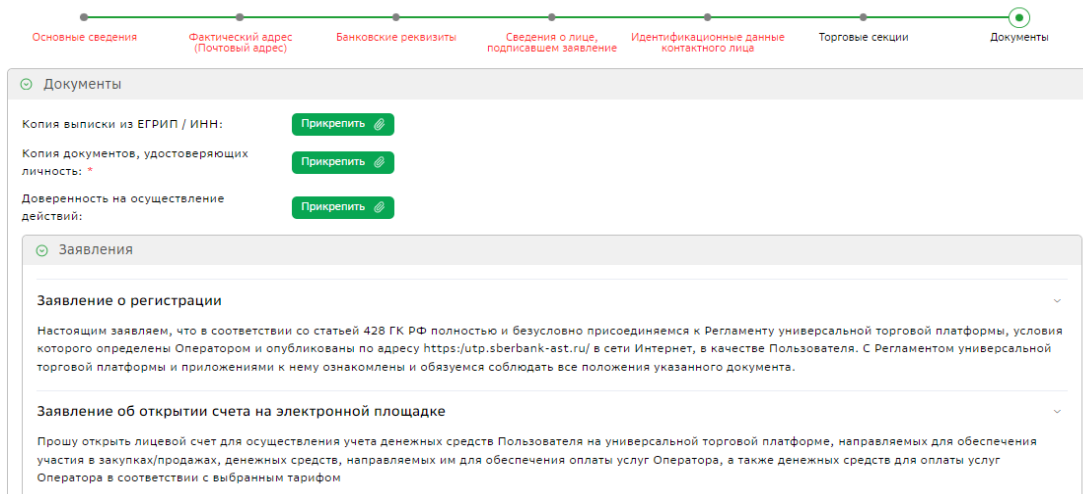 Основные сведения
Фактический адрес
(Почтовый адрес)
Банковские реквизиты
Сведения о лице,
подписавшем заявление
Идентификационные данные
контактного лица
Торговые секции
Документы
Документы
Копия выписки из ЕГРИП / ИНН:
Прикрепить
Копия документов, удостоверяющих
личность: *
Прикрепить
Доверенность на осуществление
действий:
Прикрепить
Заявления
Заявление о регистрации
Настоящим заявляем, что в соответствии со статьей 428 ГК РФ полностью и безусловно присоединяемся к Регламенту универсальной торговой платформы, условия
которого определены Оператором и опубликованы по адресу https:/utp.sberbank-ast.ru/ в сети Интернет, в качестве Пользователя. С Регламентом универсальной
торговой платформы и приложениями к нему ознакомлены и обязуемся соблюдать все положения указанного документа.
Заявление об открытии счета на электронной площадке
Прошу открыть лицевой счет для осуществления учета денежных средств Пользователя на универсальной торговой платформе, направляемых для обеспечения
участия в закупках/продажах, денежных средств, направляемых им для обеспечения оплаты услуг Оператора, а также денежных средств для оплаты услуг
Оператора в соответствии с выбранным тарифом